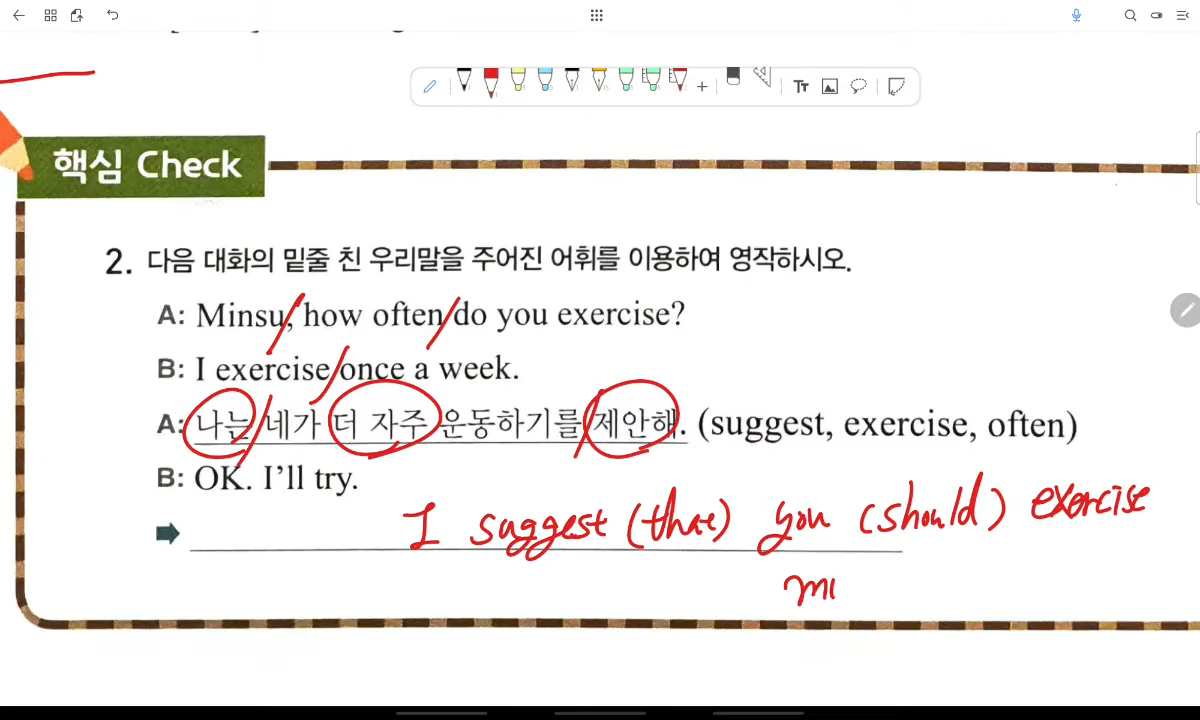 핵심 Check
2. 다음 대화의 밑줄 친 우리말을 주어진 어휘를 이용하여 영작하시오.
A: Minsu, how often do you exercise?
B: I exercise once a week.
A: 나는 네가 더 자주 운동하기를 제안해. (suggest, exercise, often)
B: OK. I'll try.
I suggest (that) you (should) exercise